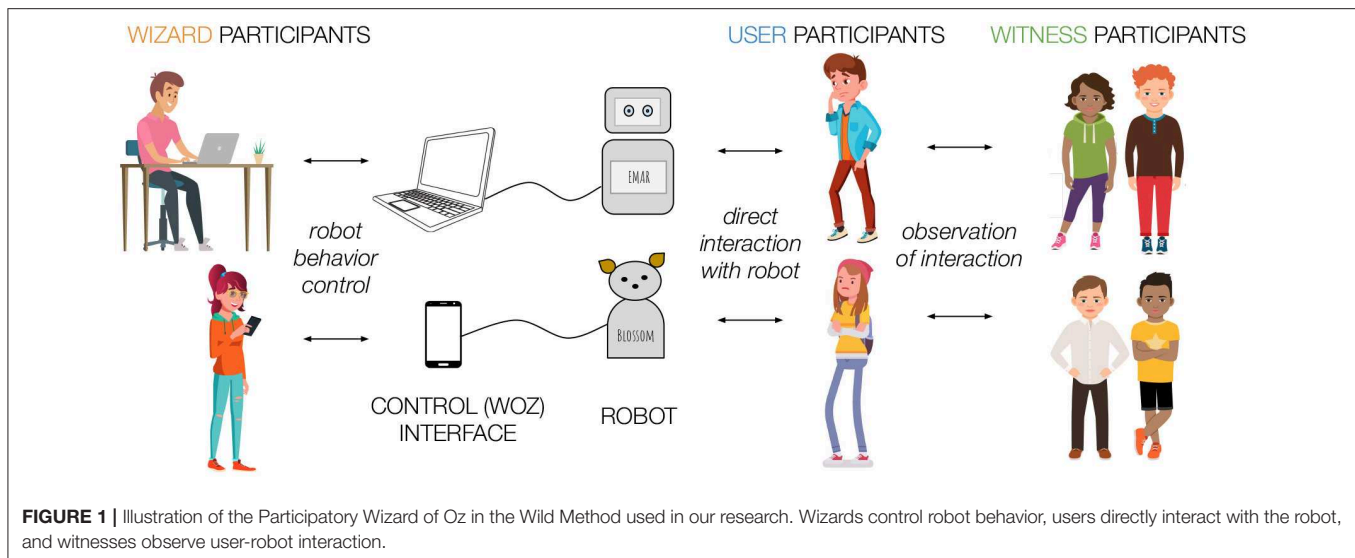 WIZARD PARTICIPANTS
USER PARTICIPANTS
WITNESS PARTICIPANTS
EMAR
robot
behavior
control
direct
interaction
with robot
observation
of interaction
BLOSSOM
CONTROL (WOZ)
INTERFACE
ROBOT
FIGURE 1 | Illustration of the Participatory Wizard of Oz in the Wild Method used in our research. Wizards control robot behavior, users directly interact with the robot,
and witnesses observe user-robot interaction.